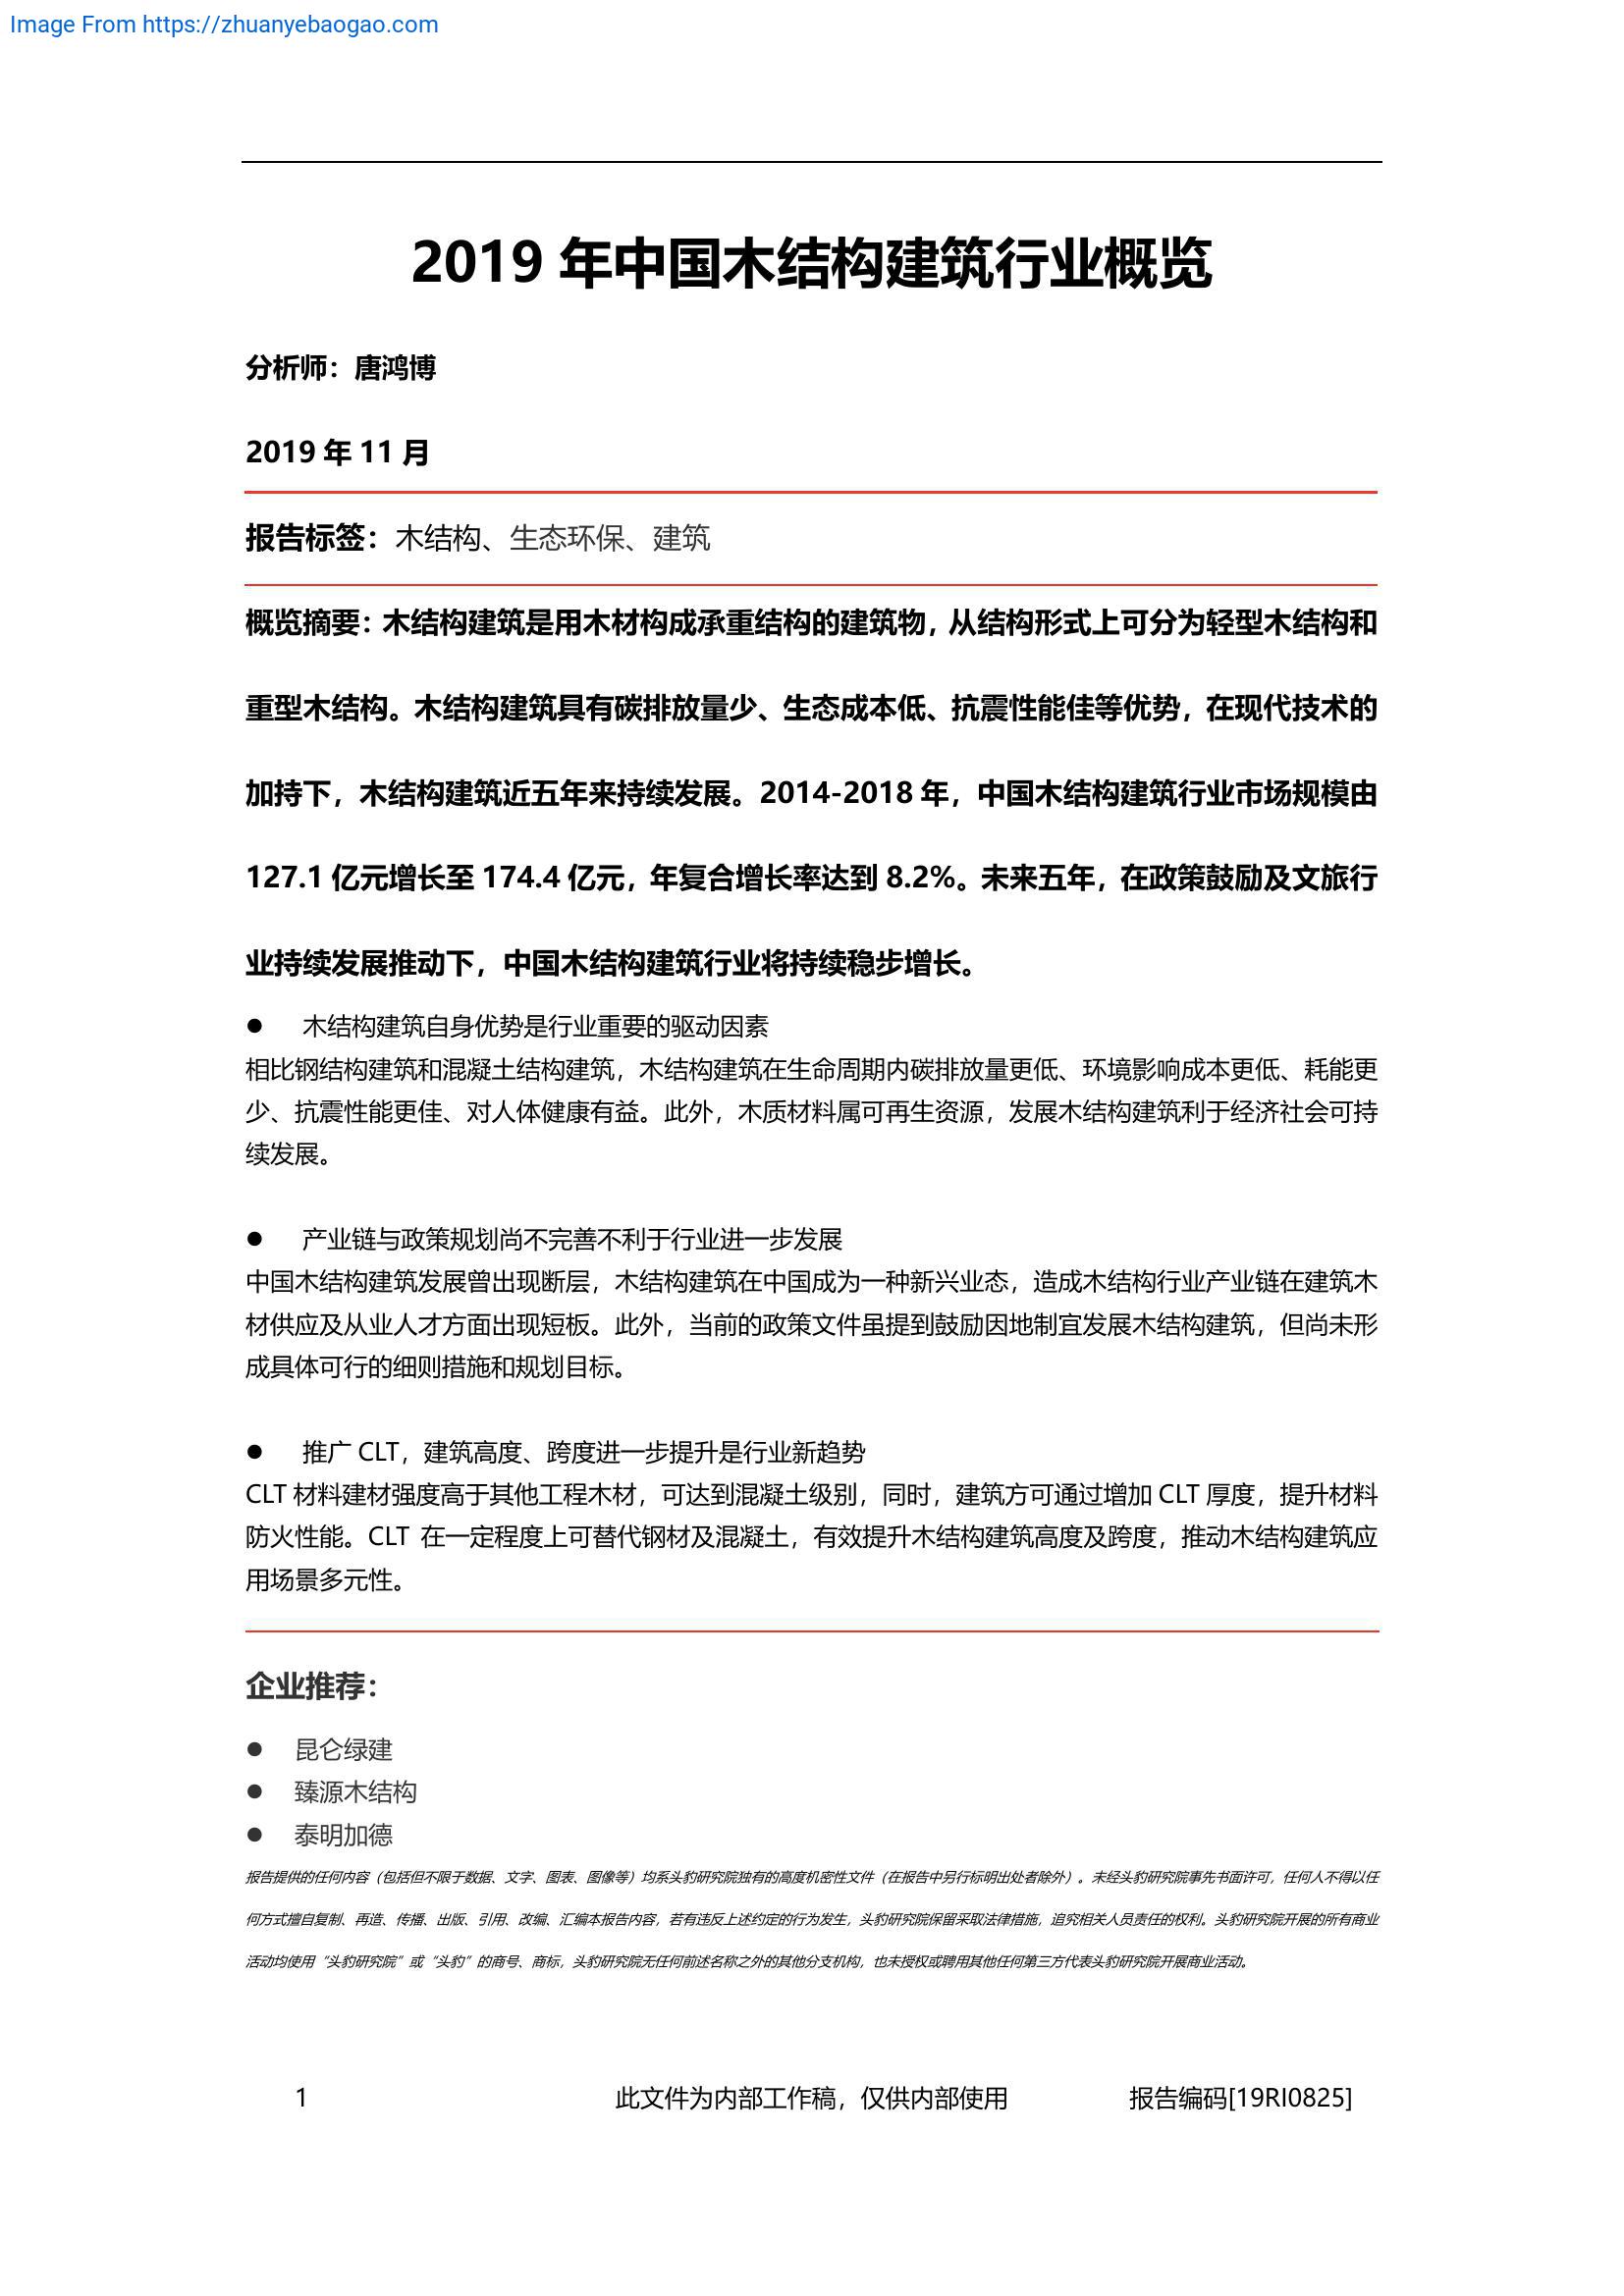 Image From https://zhuanyebaogao.com
2019 年中国木结构建筑行业概览
分析师：唐鸿博
2019 年 11 月
报告标签：木结构、生态环保、建筑
概览摘要：木结构建筑是用木材构成承重结构的建筑物，从结构形式上可分为轻型木结构和
重型木结构。木结构建筑具有碳排放量少、生态成本低、抗震性能佳等优势，在现代技术的
加持下，木结构建筑近五年来持续发展。2014-2018 年，中国木结构建筑行业市场规模由
127.1 亿元增长至 174.4 亿元，年复合增长率达到 8.2%。未来五年，在政策鼓励及文旅行
业持续发展推动下，中国木结构建筑行业将持续稳步增长。
● 木结构建筑自身优势是行业重要的驱动因素
相比钢结构建筑和混凝土结构建筑，木结构建筑在生命周期内碳排放量更低、环境影响成本更低、耗能更
少、抗震性能更佳、对人体健康有益。此外，木质材料属可再生资源，发展木结构建筑利于经济社会可持
续发展。
● 产业链与政策规划尚不完善不利于行业进一步发展
中国木结构建筑发展曾出现断层，木结构建筑在中国成为一种新兴业态，造成木结构行业产业链在建筑木
材供应及从业人才方面出现短板。此外，当前的政策文件虽提到鼓励因地制宜发展木结构建筑，但尚未形
成具体可行的细则措施和规划目标。
● 推广 CLT，建筑高度、跨度进一步提升是行业新趋势
CLT 材料建材强度高于其他工程木材，可达到混凝土级别，同时，建筑方可通过增加 CLT 厚度，提升材料
防火性能。CLT 在一定程度上可替代钢材及混凝土，有效提升木结构建筑高度及跨度，推动木结构建筑应
用场景多元性。
企业推荐：
● 昆仑绿建
● 臻源木结构
● 泰明加德
报告提供的任何内容（包括但不限于数据、文字、图表、图像等）均系头豹研究院独有的高度机密性文件（在报告中另行标明出处者除外）。未经头豹研究院事先书面许可，任何人不得以任
何方式擅自复制、再造、传播、出版、引用、改编、汇编本报告内容，若有违反上述约定的行为发生，头豹研究院保留采取法律措施，追究相关人员责任的权利。头豹研究院开展的所有商业
活动均使用“头豹研究院”或“头豹”的商号、商标，头豹研究院无任何前述名称之外的其他分支机构，也未授权或聘用其他任何第三方代表头豹研究院开展商业活动。
1 此文件为内部工作稿，仅供内部使用 报告编码[19RI0825]